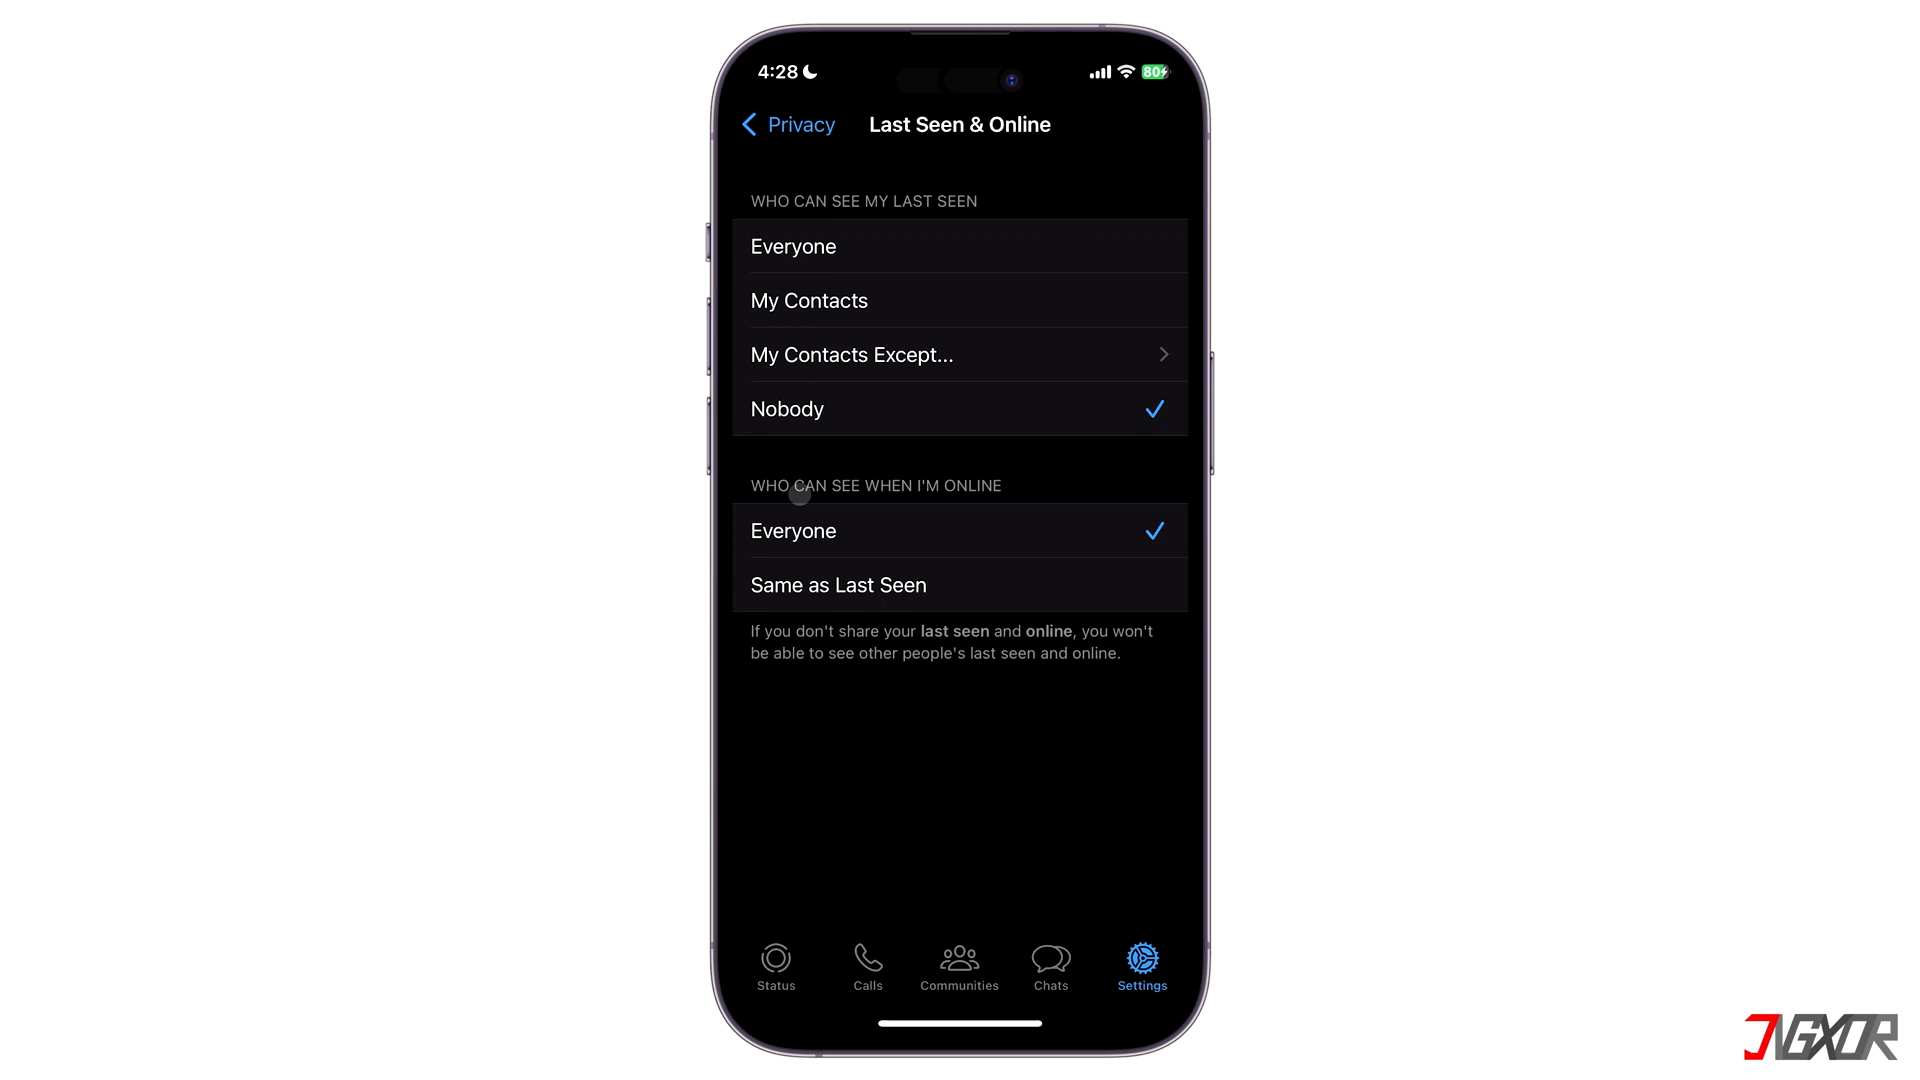 4:28
80
Privacy
Last Seen & Online
WHO CAN SEE MY LAST SEEN
Everyone
My Contacts
My Contacts Except...
Nobody
WHO CAN SEE WHEN I'M ONLINE
Everyone
Same as Last Seen
If you don't share your last seen and online, you won't
be able to see other people's last seen and online.
Status
Calls
Communities
Chats
Settings
JNGXOR